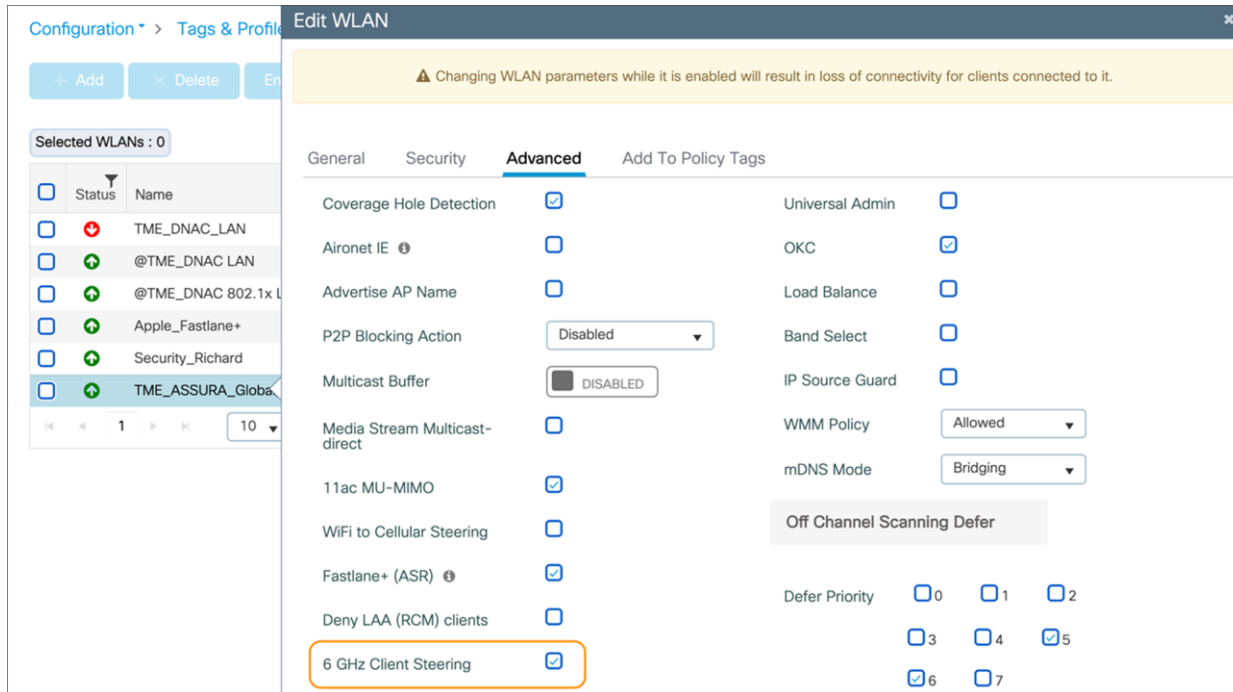 Configuration > Tags & Profile
+ Add
× Delete
En
Selected WLANs : 0
Status Name
TME_DNAC_LAN
@TME_DNAC LAN
@TME_DNAC 802.1x L
Apple_Fastlane+
Security_Richard
TME_ASSURA_Globa
1 10
Edit WLAN
Changing WLAN parameters while it is enabled will result in loss of connectivity for clients connected to it.
General Security Advanced Add To Policy Tags
Coverage Hole Detection
Aironet IE
Advertise AP Name
P2P Blocking Action Disabled
Multicast Buffer DISABLED
Media Stream Multicast-
direct
11ac MU-MIMO
WiFi to Cellular Steering
Fastlane+ (ASR)
Deny LAA (RCM) clients
6 GHz Client Steering
Universal Admin
OKC
Load Balance
Band Select
IP Source Guard
WMM Policy Allowed
mDNS Mode Bridging
Off Channel Scanning Defer
Defer Priority 0 1 2
3 4 5
6 7